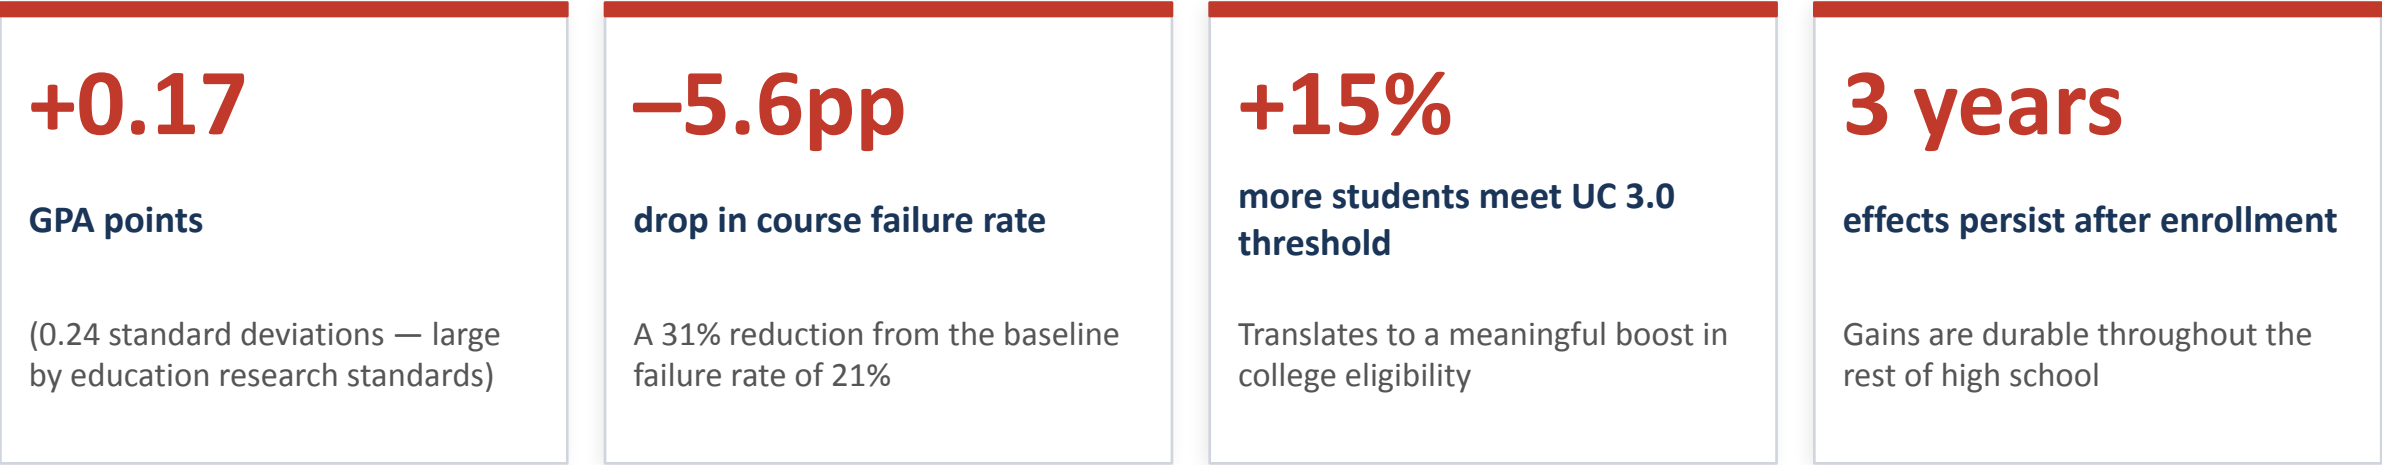 +0.17
GPA points
(0.24 standard deviations — large
by education research standards)
–5.6pp
drop in course failure rate
A 31% reduction from the baseline
failure rate of 21%
+15%
more students meet UC 3.0
threshold
Translates to a meaningful boost in
college eligibility
3 years
effects persist after enrollment
Gains are durable throughout the
rest of high school